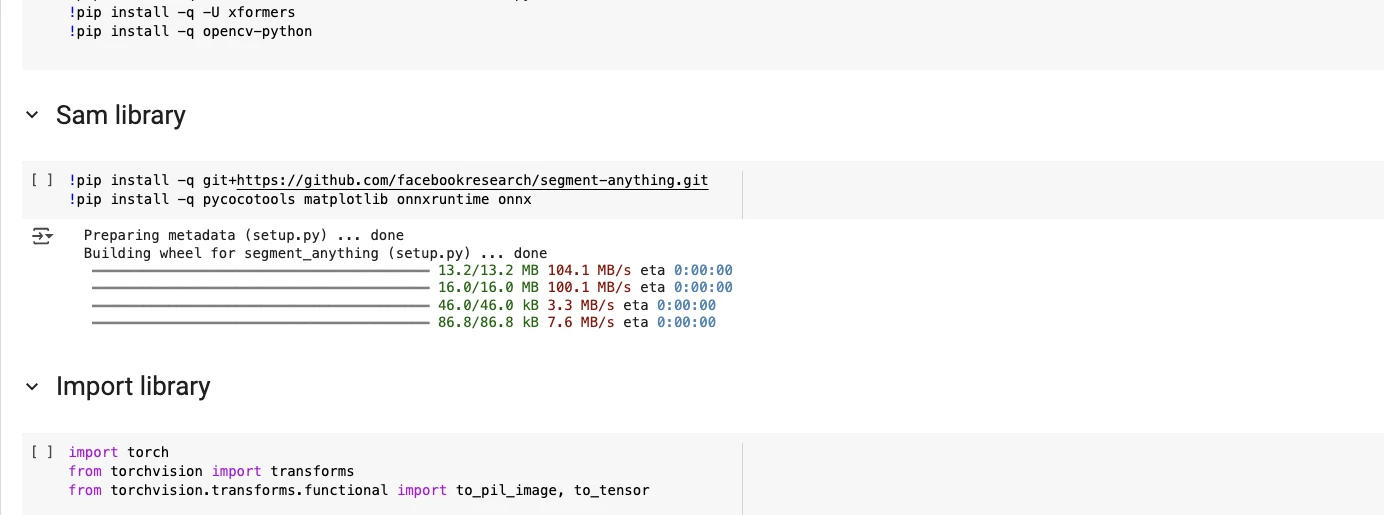 !pip install -q -U xformers
!pip install -q opencv-python
Sam library
[ ] !pip install -q git+https://github.com/facebookresearch/segment-anything.git
!pip install -q pycocotools matplotlib onnxruntime onnx
Preparing metadata (setup.py) ... done
Building wheel for segment_anything (setup.py) ... done
13.2/13.2 MB 104.1 MB/s eta 0:00:00
16.0/16.0 MB 100.1 MB/s eta 0:00:00
46.0/46.0 kB 3.3 MB/s eta 0:00:00
86.8/86.8 kB 7.6 MB/s eta 0:00:00
Import library
[ ] import torch
from torchvision import transforms
from torchvision.transforms.functional import to_pil_image, to_tensor